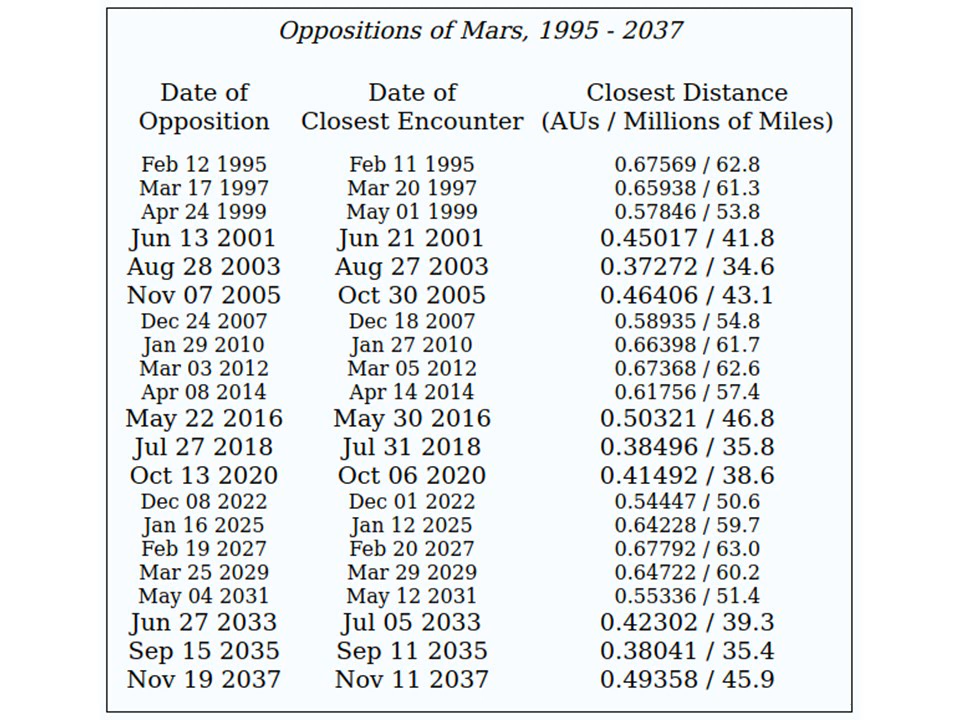 Oppositions of Mars, 1995 - 2037
Date of Opposition Date of Closest Encounter Closest Distance (AUs / Millions of Miles)
Feb 12 1995 Feb 11 1995 0.67569 / 62.8
Mar 17 1997 Mar 20 1997 0.65938 / 61.3
Apr 24 1999 May 01 1999 0.57846 / 53.8
Jun 13 2001 Jun 21 2001 0.45017 / 41.8
Aug 28 2003 Aug 27 2003 0.37272 / 34.6
Nov 07 2005 Oct 30 2005 0.46406 / 43.1
Dec 24 2007 Dec 18 2007 0.58935 / 54.8
Jan 29 2010 Jan 27 2010 0.66398 / 61.7
Mar 03 2012 Mar 05 2012 0.67368 / 62.6
Apr 08 2014 Apr 14 2014 0.61756 / 57.4
May 22 2016 May 30 2016 0.50321 / 46.8
Jul 27 2018 Jul 31 2018 0.38496 / 35.8
Oct 13 2020 Oct 06 2020 0.41492 / 38.6
Dec 08 2022 Dec 01 2022 0.54447 / 50.6
Jan 16 2025 Jan 12 2025 0.64228 / 59.7
Feb 19 2027 Feb 20 2027 0.67792 / 63.0
Mar 25 2029 Mar 29 2029 0.64722 / 60.2
May 04 2031 May 12 2031 0.55336 / 51.4
Jun 27 2033 Jul 05 2033 0.42302 / 39.3
Sep 15 2035 Sep 11 2035 0.38041 / 35.4
Nov 19 2037 Nov 11 2037 0.49358 / 45.9